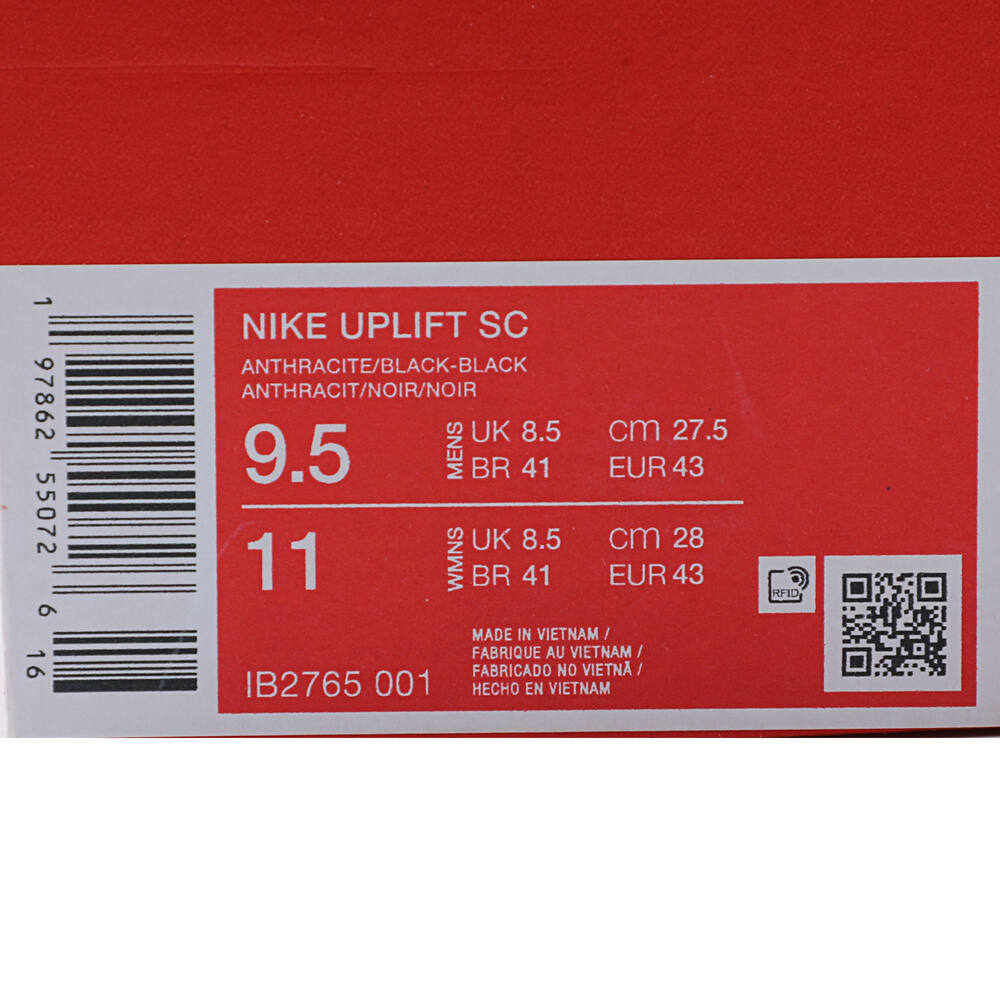 NIKE UPLIFT SC
ANTHRACITE/BLACK-BLACK
ANTHRACIT/NOIR/NOIR
9.5 MENS UK 8.5 cm 27.5
BR 41 EUR 43
11 WMNS UK 8.5 cm 28
BR 41 EUR 43
MADE IN VIETNAM /
FABRIQUE AU VIETNAM /
FABRICADO NO VIETNÃ /
HECHO EN VIETNAM
IB2765 001
RFID
1 97862 55072 6 16